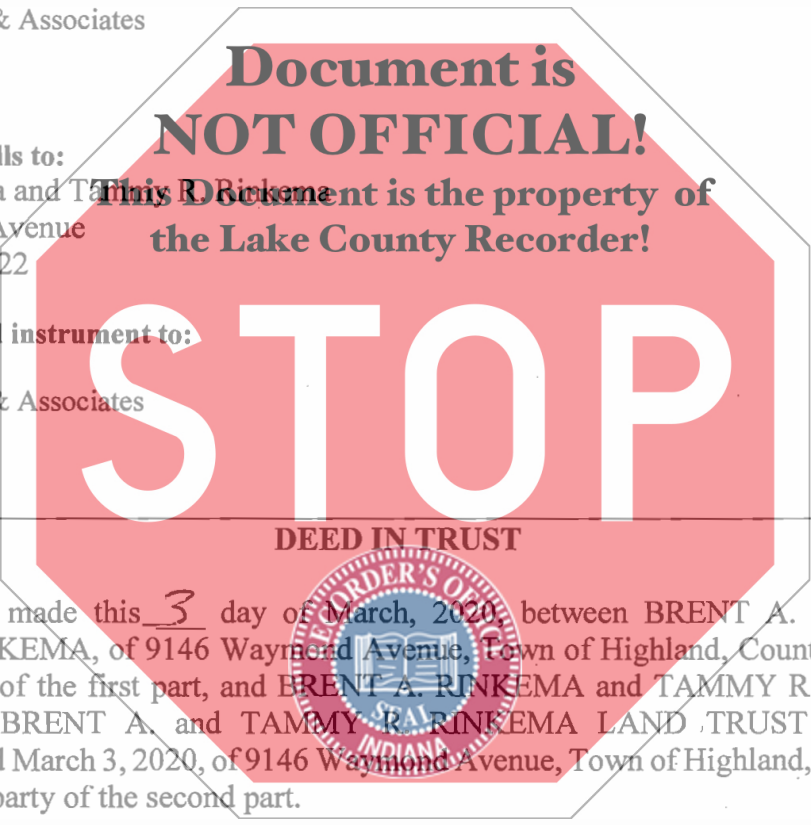 & Associates
Document is
NOT OFFICIAL!
lls to:
a and Tammy R. Rinkema
This Document is the property of
Avenue
the Lake County Recorder!
22
l instrument to:
STOP
& Associates
DEED IN TRUST
made this 3 day of March, 2020, between BRENT A.
KEMA, of 9146 Waymond Avenue, Town of Highland, Count
of the first part, and BRENT A. RINKEMA and TAMMY R
BRENT A. and TAMMY R. RINKEMA LAND TRUST
d March 3, 2020, of 9146 Waymond Avenue, Town of Highland,
party of the second part.
RECORDER'S OFFICE
SEAL
INDIANA